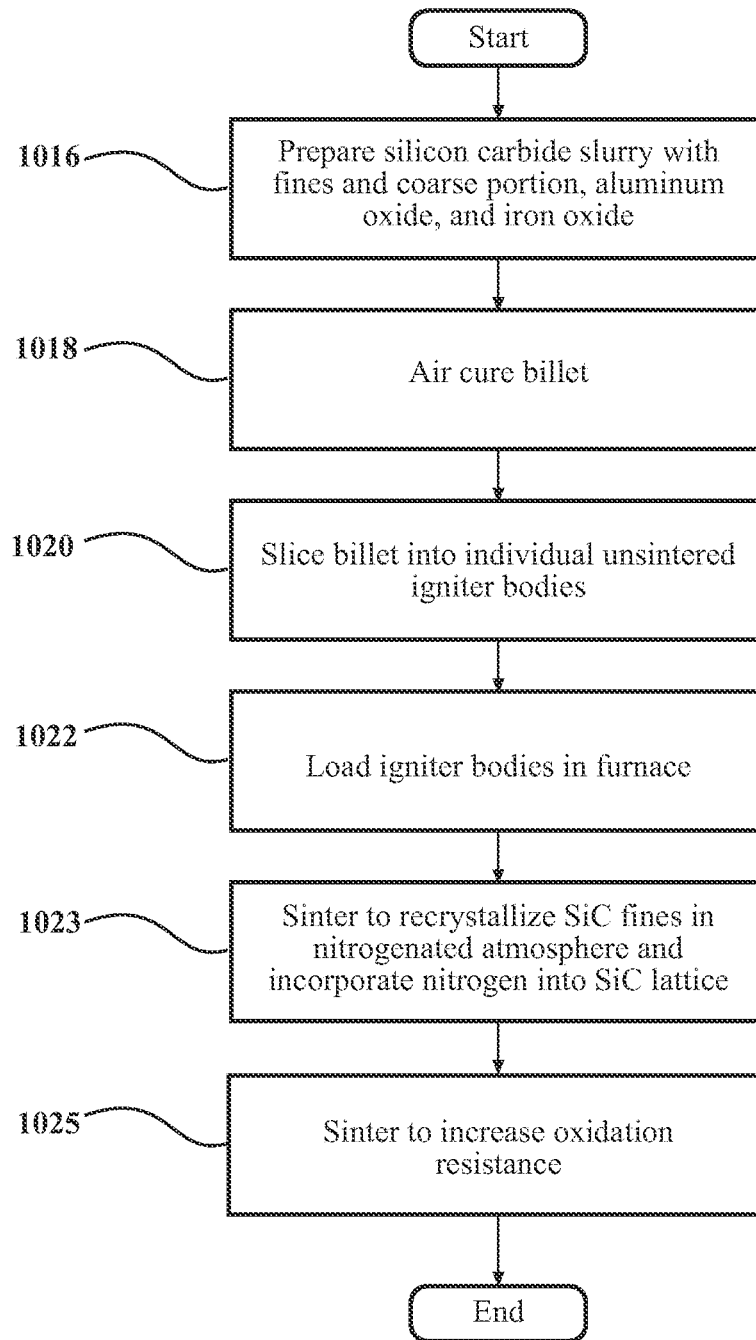 Start
1016
Prepare silicon carbide slurry with
fines and coarse portion, aluminum
oxide, and iron oxide
1018
Air cure billet
1020
Slice billet into individual unsintered
igniter bodies
1022
Load igniter bodies in furnace
1023
Sinter to recrystallize SiC fines in
nitrogenated atmosphere and
incorporate nitrogen into SiC lattice
1025
Sinter to increase oxidation
resistance
End